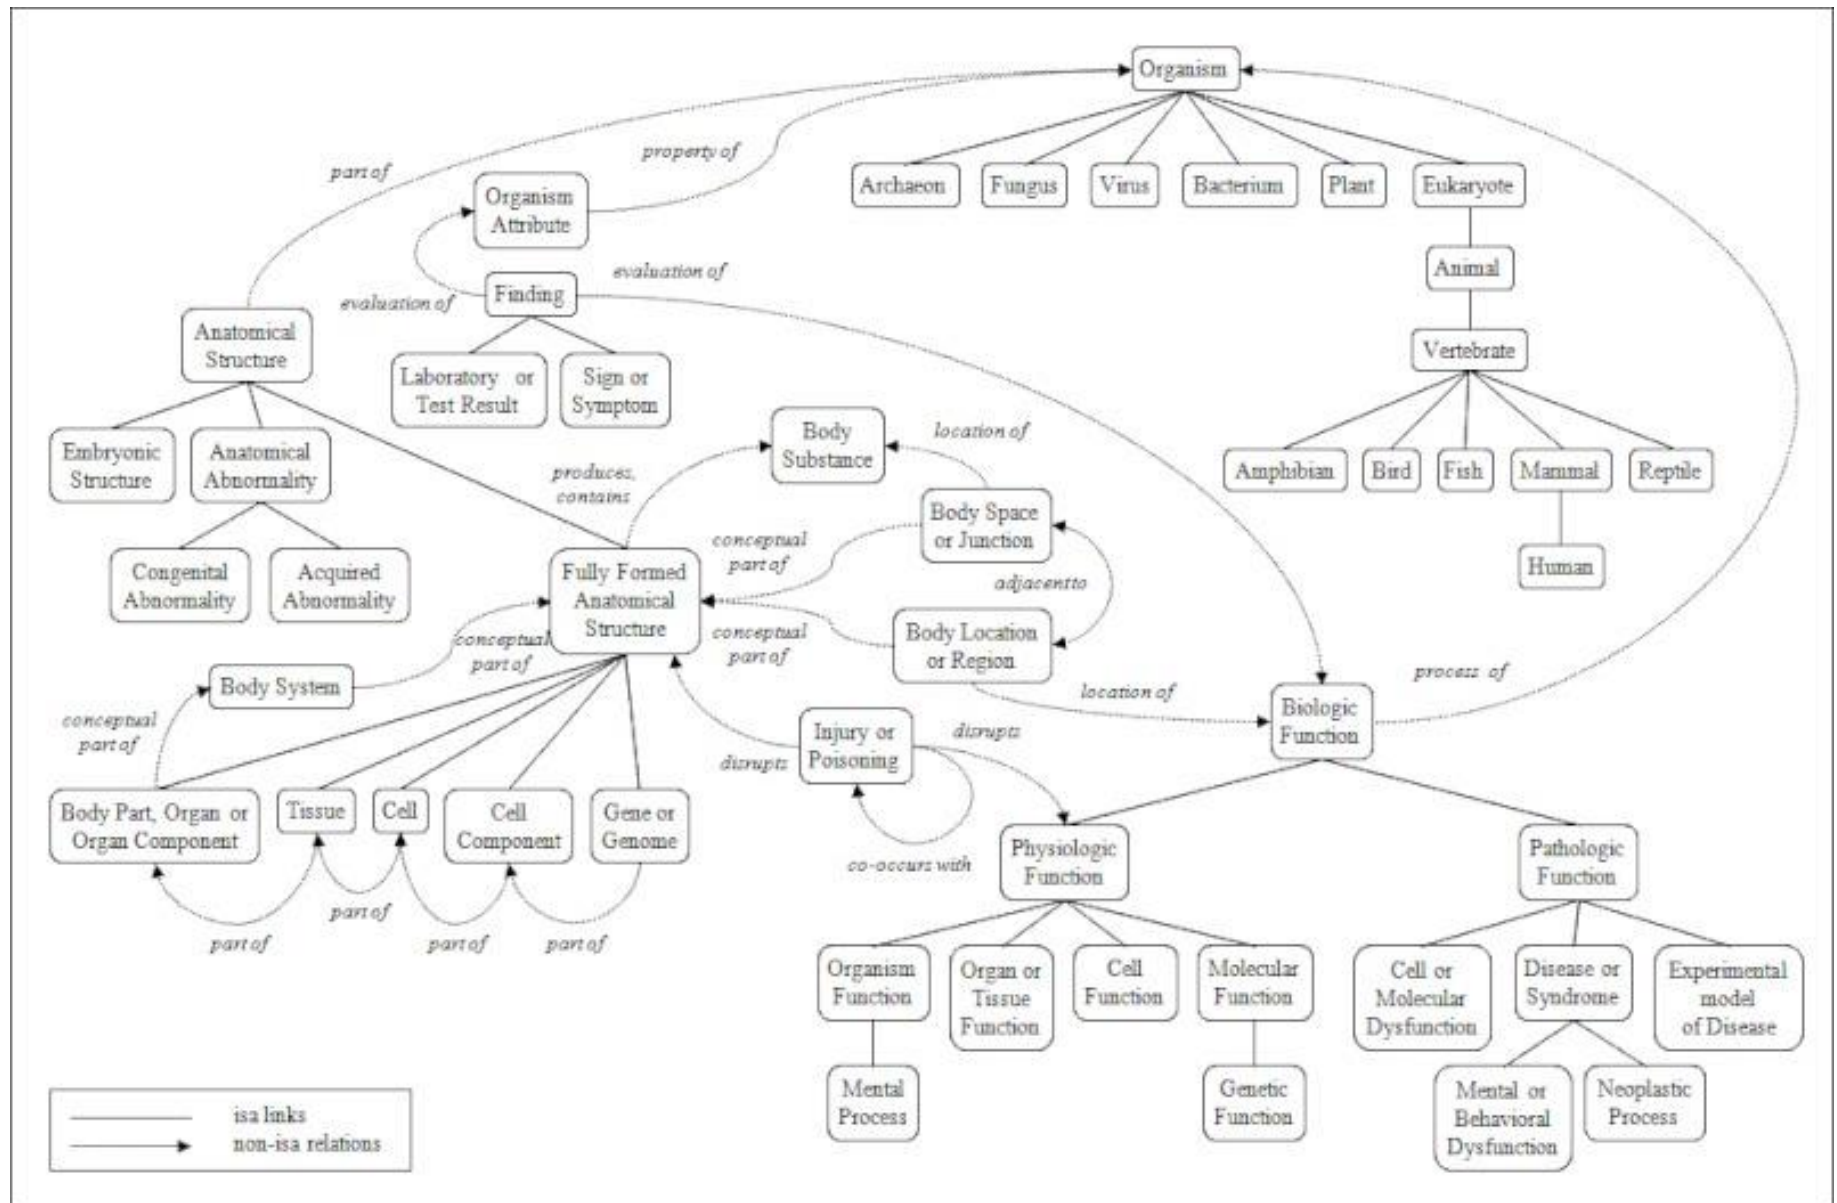 Organism
Archaeon
Fungus
Virus
Bacterium
Plant
Eukaryote
Animal
Vertebrate
Amphibian
Bird
Fish
Mammal
Reptile
Human
part of
property of
Organism
Attribute
evaluation of
evaluation of
Finding
Laboratory or
Test Result
Sign or
Symptom
Anatomical
Structure
Embryonic
Structure
Anatomical
Abnormality
Congenital
Abnormality
Acquired
Abnormality
produces,
contains
Body
Substance
location of
Body Space
or Junction
conceptual
part of
adjacent to
Fully Formed
Anatomical
Structure
Body Location
or Region
conceptual
part of
conceptual
part of
Body System
conceptual
part of
location of
process of
Biologic
Function
Injury or
Poisoning
disrupts
disrupts
co-occurs with
Body Part, Organ or
Organ Component
Tissue
Cell
Cell
Component
Gene or
Genome
part of
part of
part of
part of
Physiologic
Function
Pathologic
Function
Organism
Function
Organ or
Tissue
Function
Cell
Function
Molecular
Function
Cell or
Molecular
Dysfunction
Disease or
Syndrome
Experimental
model
of Disease
Mental
Process
Genetic
Function
Mental or
Behavioral
Dysfunction
Neoplastic
Process
isa links
non-isa relations